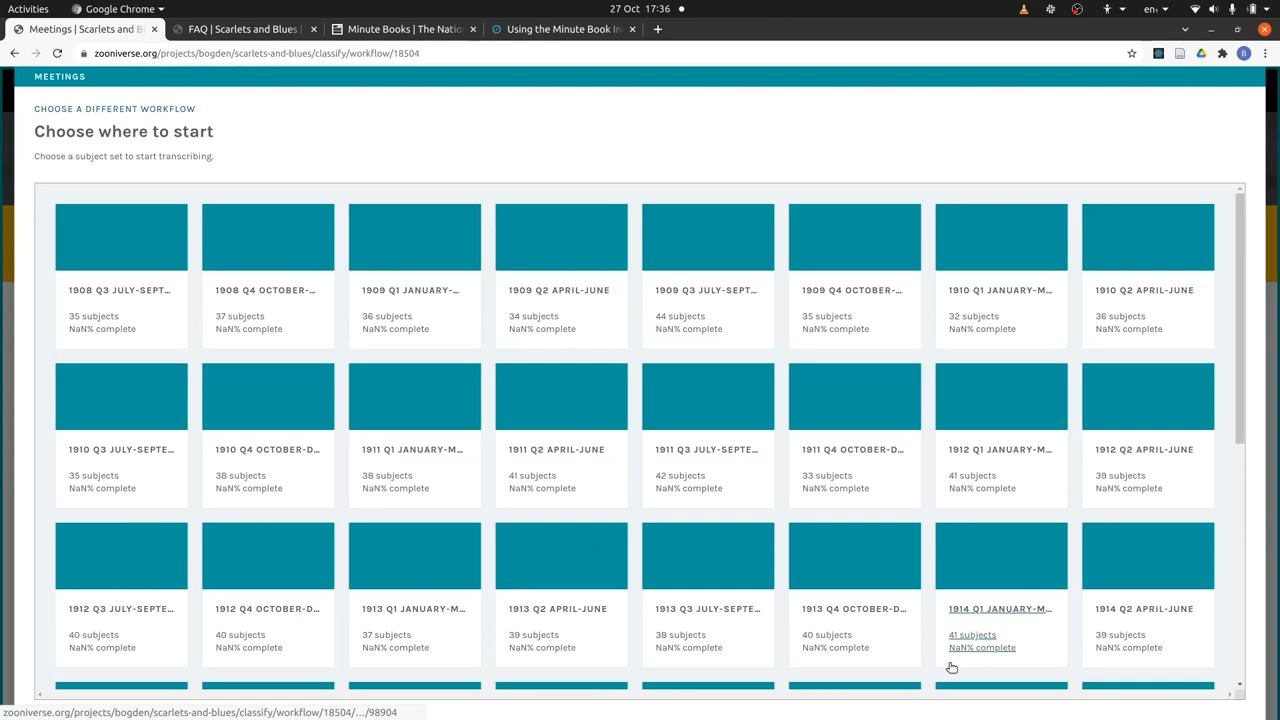 Activities Google Chrome 27 Oct 17:36 en
Meetings | Scarlets and Bl FAQ | Scarlets and Blues | Minute Books | The Nation Using the Minute Book Ind
zooniverse.org/projects/bogden/scarlets-and-blues/classify/workflow/18504 B
MEETINGS
CHOOSE A DIFFERENT WORKFLOW
Choose where to start
Choose a subject set to start transcribing.
1908 Q3 JULY-SEPT... 1908 Q4 OCTOBER-... 1909 Q1 JANUARY-... 1909 Q2 APRIL-JUNE 1909 Q3 JULY-SEPT... 1909 Q4 OCTOBER-... 1910 Q1 JANUARY-M... 1910 Q2 APRIL-JUNE
35 subjects 37 subjects 36 subjects 34 subjects 44 subjects 35 subjects 32 subjects 36 subjects
NaN% complete NaN% complete NaN% complete NaN% complete NaN% complete NaN% complete NaN% complete NaN% complete
1910 Q3 JULY-SEPTE... 1910 Q4 OCTOBER-D... 1911 Q1 JANUARY-M... 1911 Q2 APRIL-JUNE 1911 Q3 JULY-SEPTE... 1911 Q4 OCTOBER-D... 1912 Q1 JANUARY-M... 1912 Q2 APRIL-JUNE
35 subjects 38 subjects 38 subjects 41 subjects 42 subjects 33 subjects 41 subjects 39 subjects
NaN% complete NaN% complete NaN% complete NaN% complete NaN% complete NaN% complete NaN% complete NaN% complete
1912 Q3 JULY-SEPTE... 1912 Q4 OCTOBER-D... 1913 Q1 JANUARY-M... 1913 Q2 APRIL-JUNE 1913 Q3 JULY-SEPTE... 1913 Q4 OCTOBER-D... 1914 Q1 JANUARY-M... 1914 Q2 APRIL-JUNE
40 subjects 40 subjects 37 subjects 39 subjects 38 subjects 40 subjects 41 subjects 39 subjects
NaN% complete NaN% complete NaN% complete NaN% complete NaN% complete NaN% complete NaN% complete NaN% complete
zooniverse.org/projects/bogden/scarlets-and-blues/classify/workflow/18504/.../98904